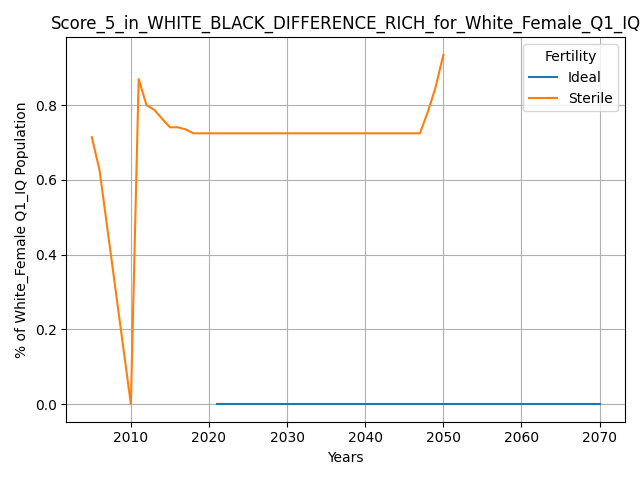 Score_5_in_WHITE_BLACK_DIFFERENCE_RICH_for_White_Female_Q1_IQ
Fertility
Ideal
Sterile
% of White_Female Q1_IQ Population
0.8
0.6
0.4
0.2
0.0
2010 2020 2030 2040 2050 2060 2070
Years